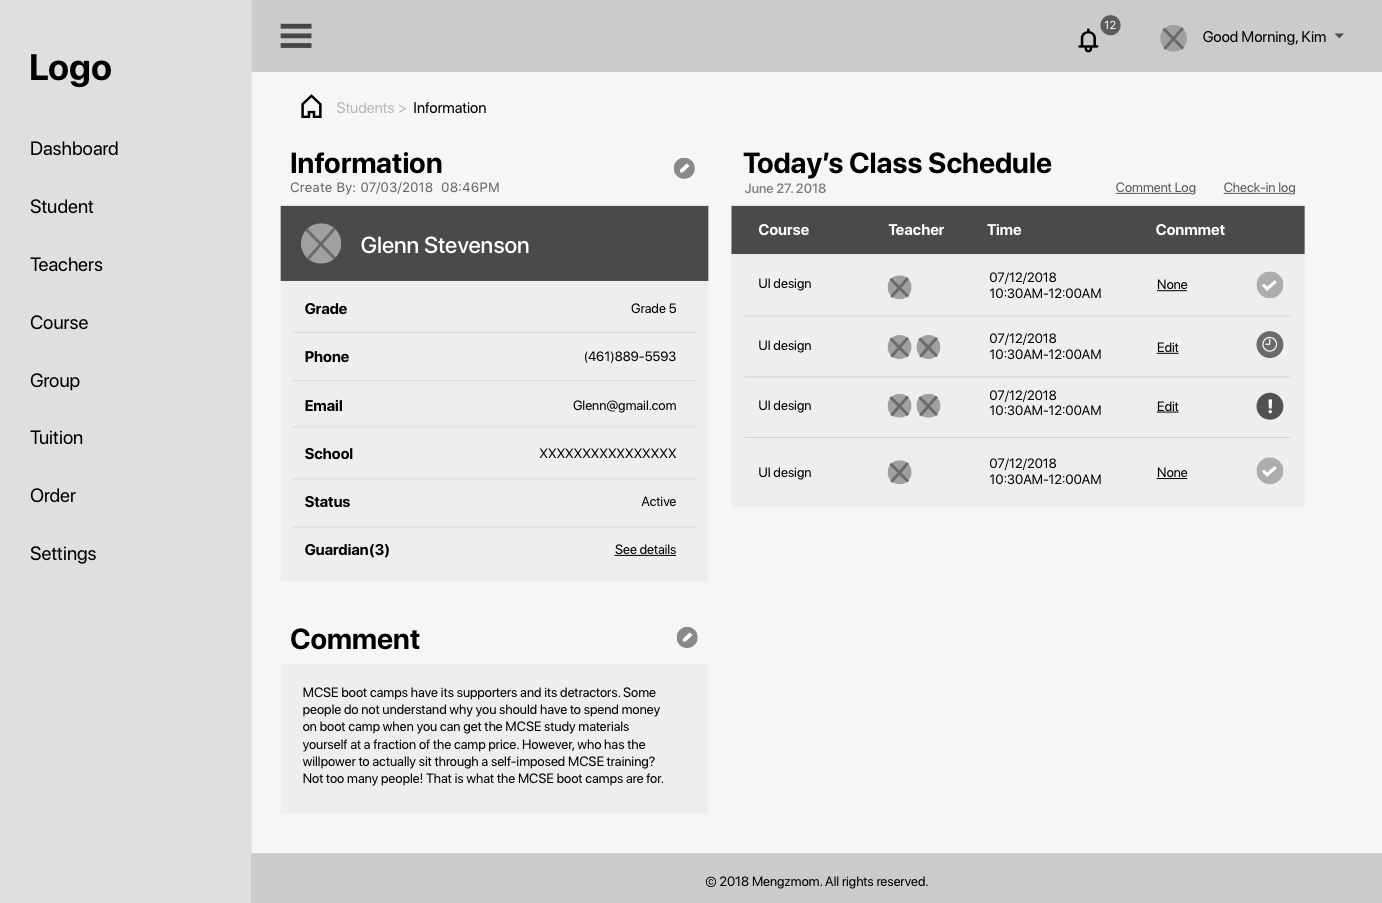 Logo
Dashboard
Student
Teachers
Course
Group
Tuition
Order
Settings
12
Good Morning, Kim
Students > Information
Information
Create By: 07/03/2018 08:46PM
Glenn Stevenson
Grade Grade 5
Phone (461)889-5593
Email Glenn@gmail.com
School XXXXXXXXXXXXXXXX
Status Active
Guardian(3) See details
Comment
MCSE boot camps have its supporters and its detractors. Some
people do not understand why you should have to spend money
on boot camp when you can get the MCSE study materials
yourself at a fraction of the camp price. However, who has the
willpower to actually sit through a self-imposed MCSE training?
Not too many people! That is what the MCSE boot camps are for.
Today’s Class Schedule
June 27. 2018 Comment Log Check-in log
Course Teacher Time Conmmet
UI design 07/12/2018 None
10:30AM-12:00AM
UI design 07/12/2018 Edit
10:30AM-12:00AM
UI design 07/12/2018 Edit
10:30AM-12:00AM
UI design 07/12/2018 None
10:30AM-12:00AM
© 2018 Mengzmom. All rights reserved.